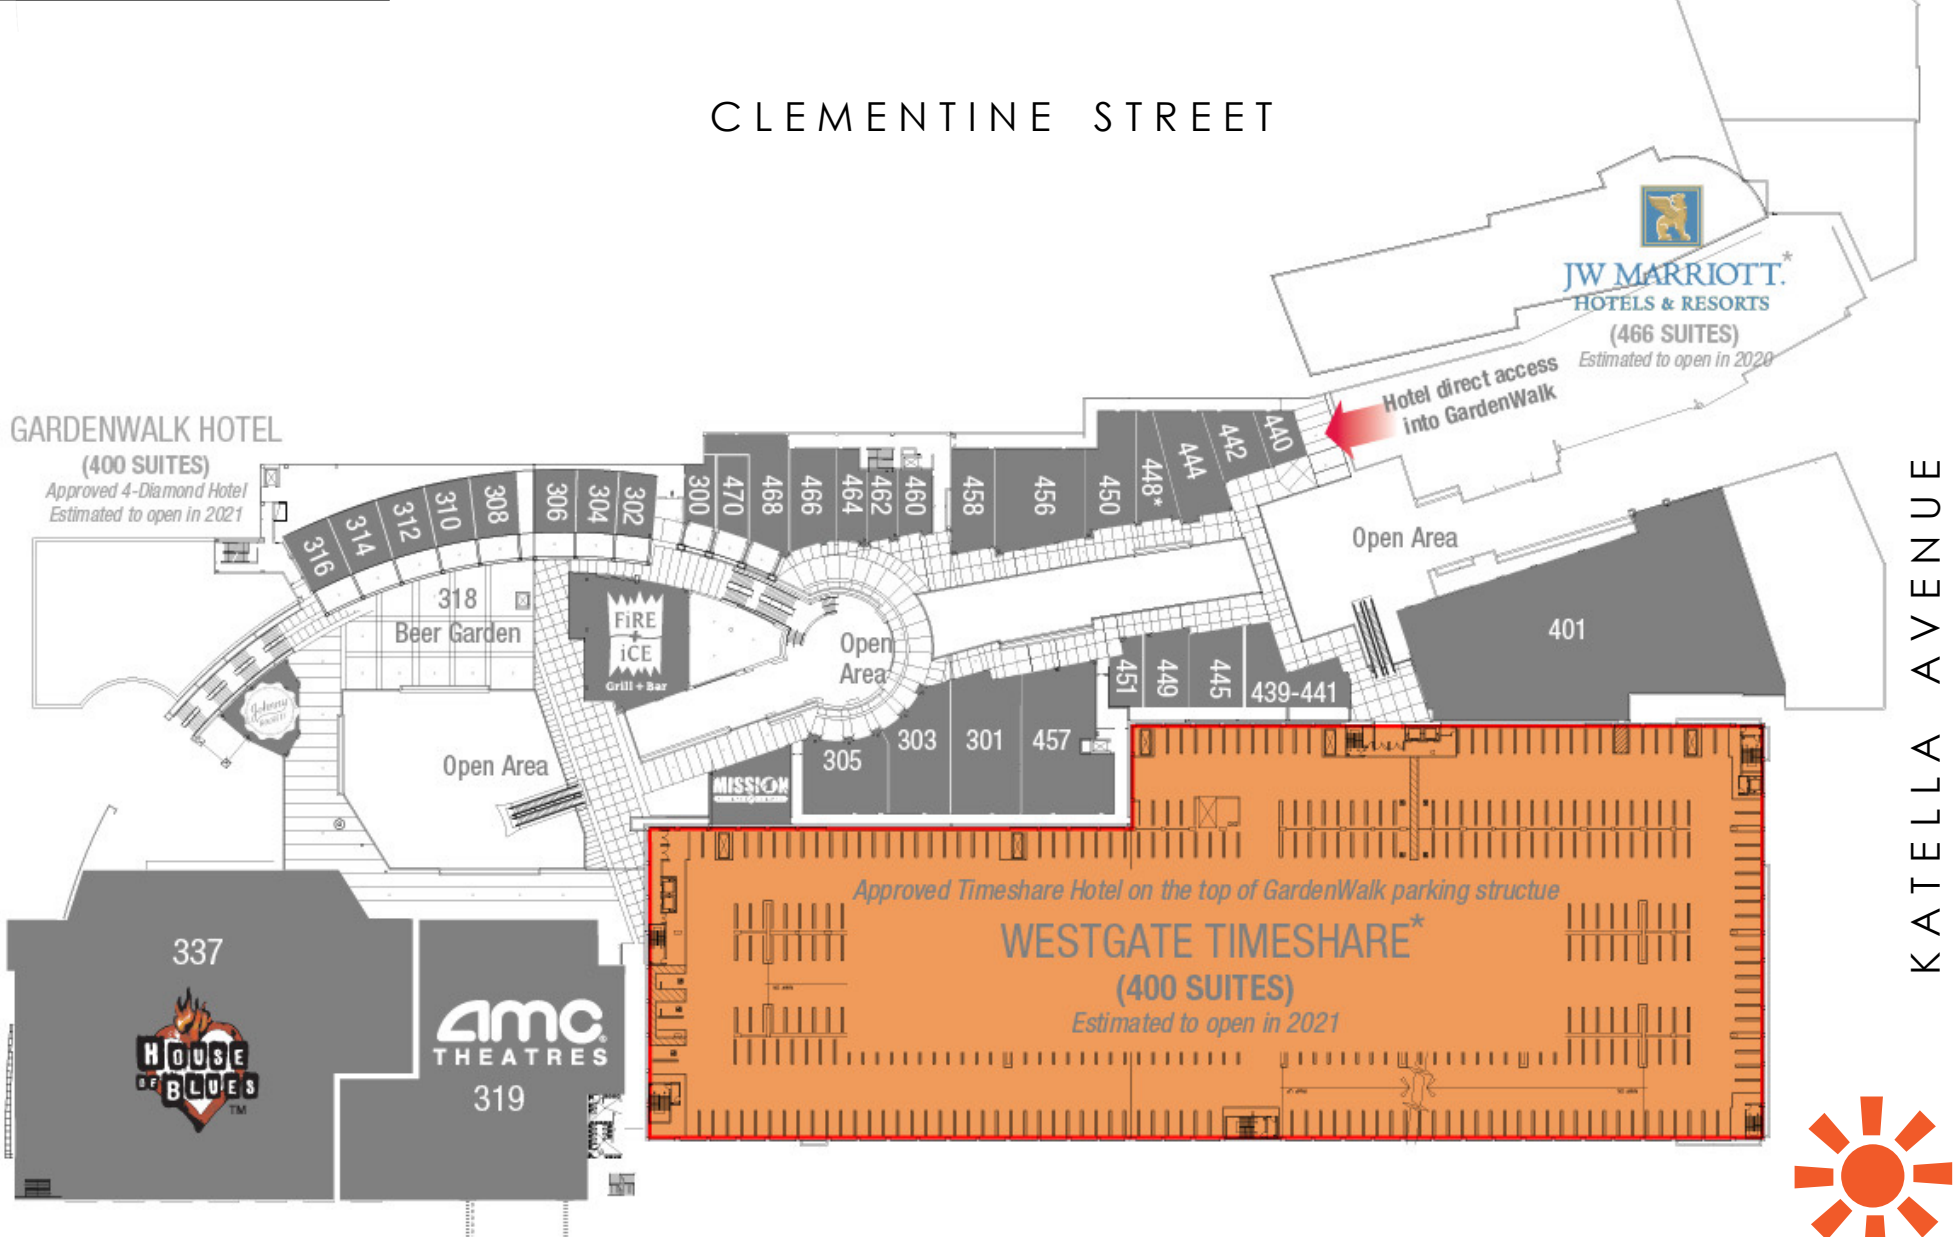 CLEMENTINE STREET
JW MARRIOTT.*
HOTELS & RESORTS
(466 SUITES)
Estimated to open in 2020
Hotel direct access
into GardenWalk
GARDENWALK HOTEL
(400 SUITES)
Approved 4-Diamond Hotel
Estimated to open in 2021
316
314
312
310
308
306
304
302
300
470
468
466
464
462
460
458
456
450
448*
444
442
440
KATELLA AVENUE
Open Area
401
318
Beer Garden
FiRE
+
iCE
Grill + Bar
Open
Area
451
449
445
439-441
Johnny
Open Area
305
303
301
457
MISSION
Approved Timeshare Hotel on the top of GardenWalk parking structue
WESTGATE TIMESHARE*
(400 SUITES)
Estimated to open in 2021
337
HOUSE
OF BLUES
TM
amc
THEATRES
319